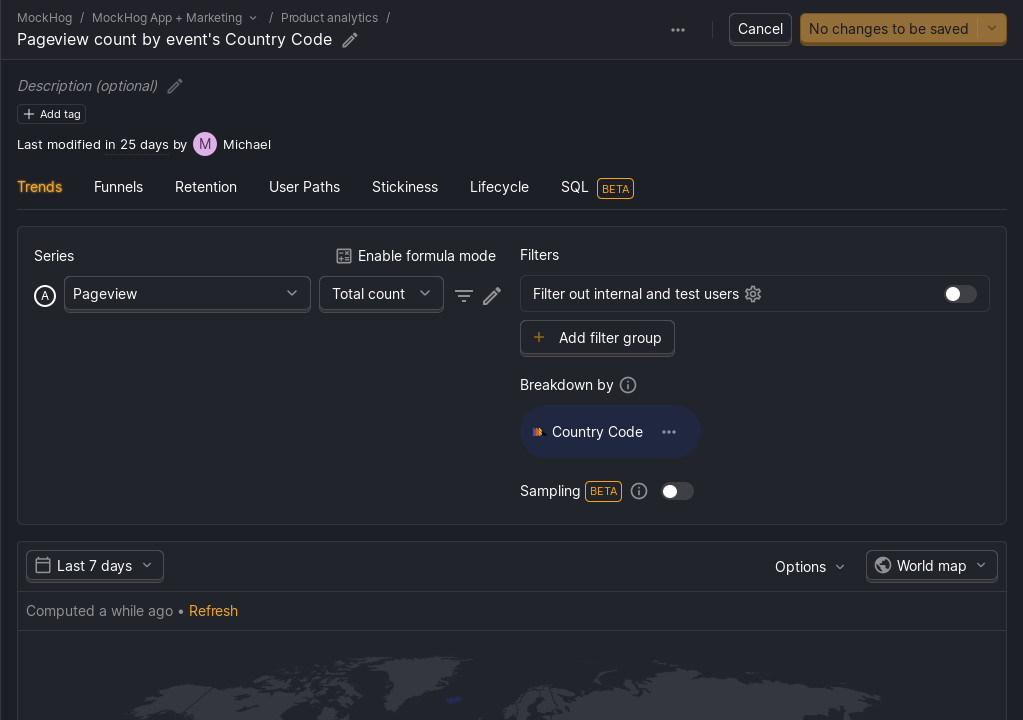 MockHog / MockHog App + Marketing / Product analytics /
Pageview count by event's Country Code
Cancel
No changes to be saved
Description (optional)
Add tag
Last modified in 25 days by M Michael
Trends Funnels Retention User Paths Stickiness Lifecycle SQL BETA
Series
Enable formula mode
A Pageview Total count
Filters
Filter out internal and test users
+ Add filter group
Breakdown by
Country Code
Sampling BETA
Last 7 days
Options
World map
Computed a while ago • Refresh